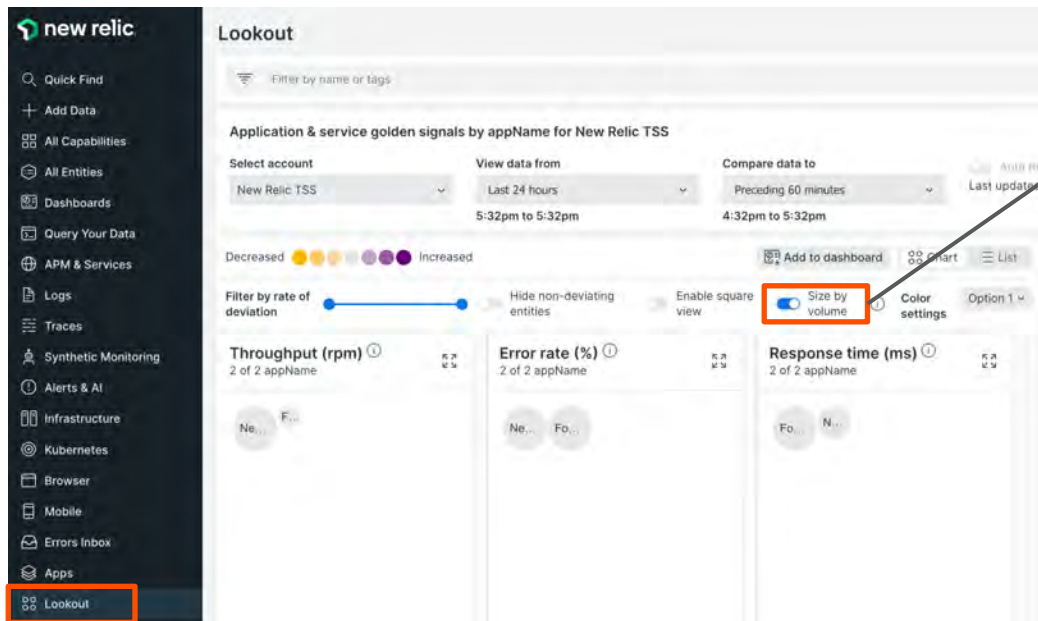 new relic
Lookout
Quick Find
Filter by name or tags
Add Data
All Capabilities
Application & service golden signals by appName for New Relic TSS
All Entities
Select account
View data from
Compare data to
Dashboards
New Relic TSS
Last 24 hours
Preceding 60 minutes
Last updated
5:32pm to 5:32pm
4:32pm to 5:32pm
Query Your Data
APM & Services
Decreased
Increased
Add to dashboard
Chart
List
Logs
Filter by rate of
deviation
Hide non-deviating
entities
Enable square
view
Size by
volume
Color
settings
Option 1
Traces
Synthetic Monitoring
Throughput (rpm)
2 of 2 appName
Error rate (%)
2 of 2 appName
Response time (ms)
2 of 2 appName
Alerts & AI
Infrastructure
Ne...
F...
Ne...
Fo...
Fo...
N...
Kubernetes
Browser
Mobile
Errors Inbox
Apps
Lookout